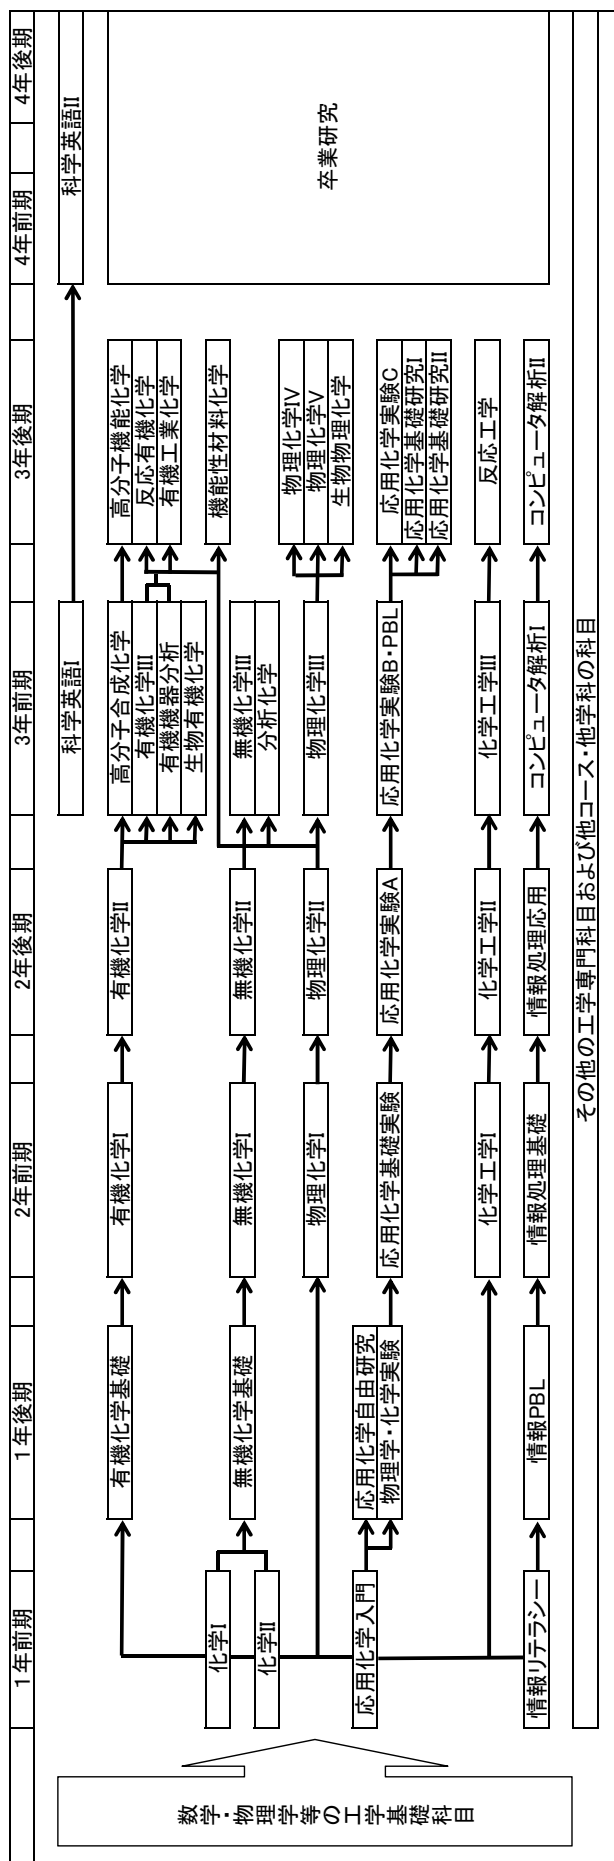 1年前期
1年後期
2年前期
2年後期
3年前期
3年後期
4年前期
4年後期
科学英語I
科学英語II
有機化学基礎
有機化学I
有機化学II
高分子合成化学
有機化学III
有機機器分析
生物有機化学
高分子機能化学
反応有機化学
有機工業化学
機能性材料化学
化学I
化学II
無機化学基礎
無機化学I
無機化学II
無機化学III
分析化学
物理化学I
物理化学II
物理化学III
物理化学IV
物理化学V
生物物理化学
応用化学入門
応用化学自由研究
物理学・化学実験
応用化学基礎実験
応用化学実験A
応用化学実験B・PBL
応用化学実験C
応用化学基礎研究I
応用化学基礎研究II
化学工学I
化学工学II
化学工学III
反応工学
情報リテラシー
情報PBL
情報処理基礎
情報処理応用
コンピュータ解析I
コンピュータ解析II
卒業研究
数学・物理学等の工学基礎科目
その他の工学専門科目および他コース・他学科の科目